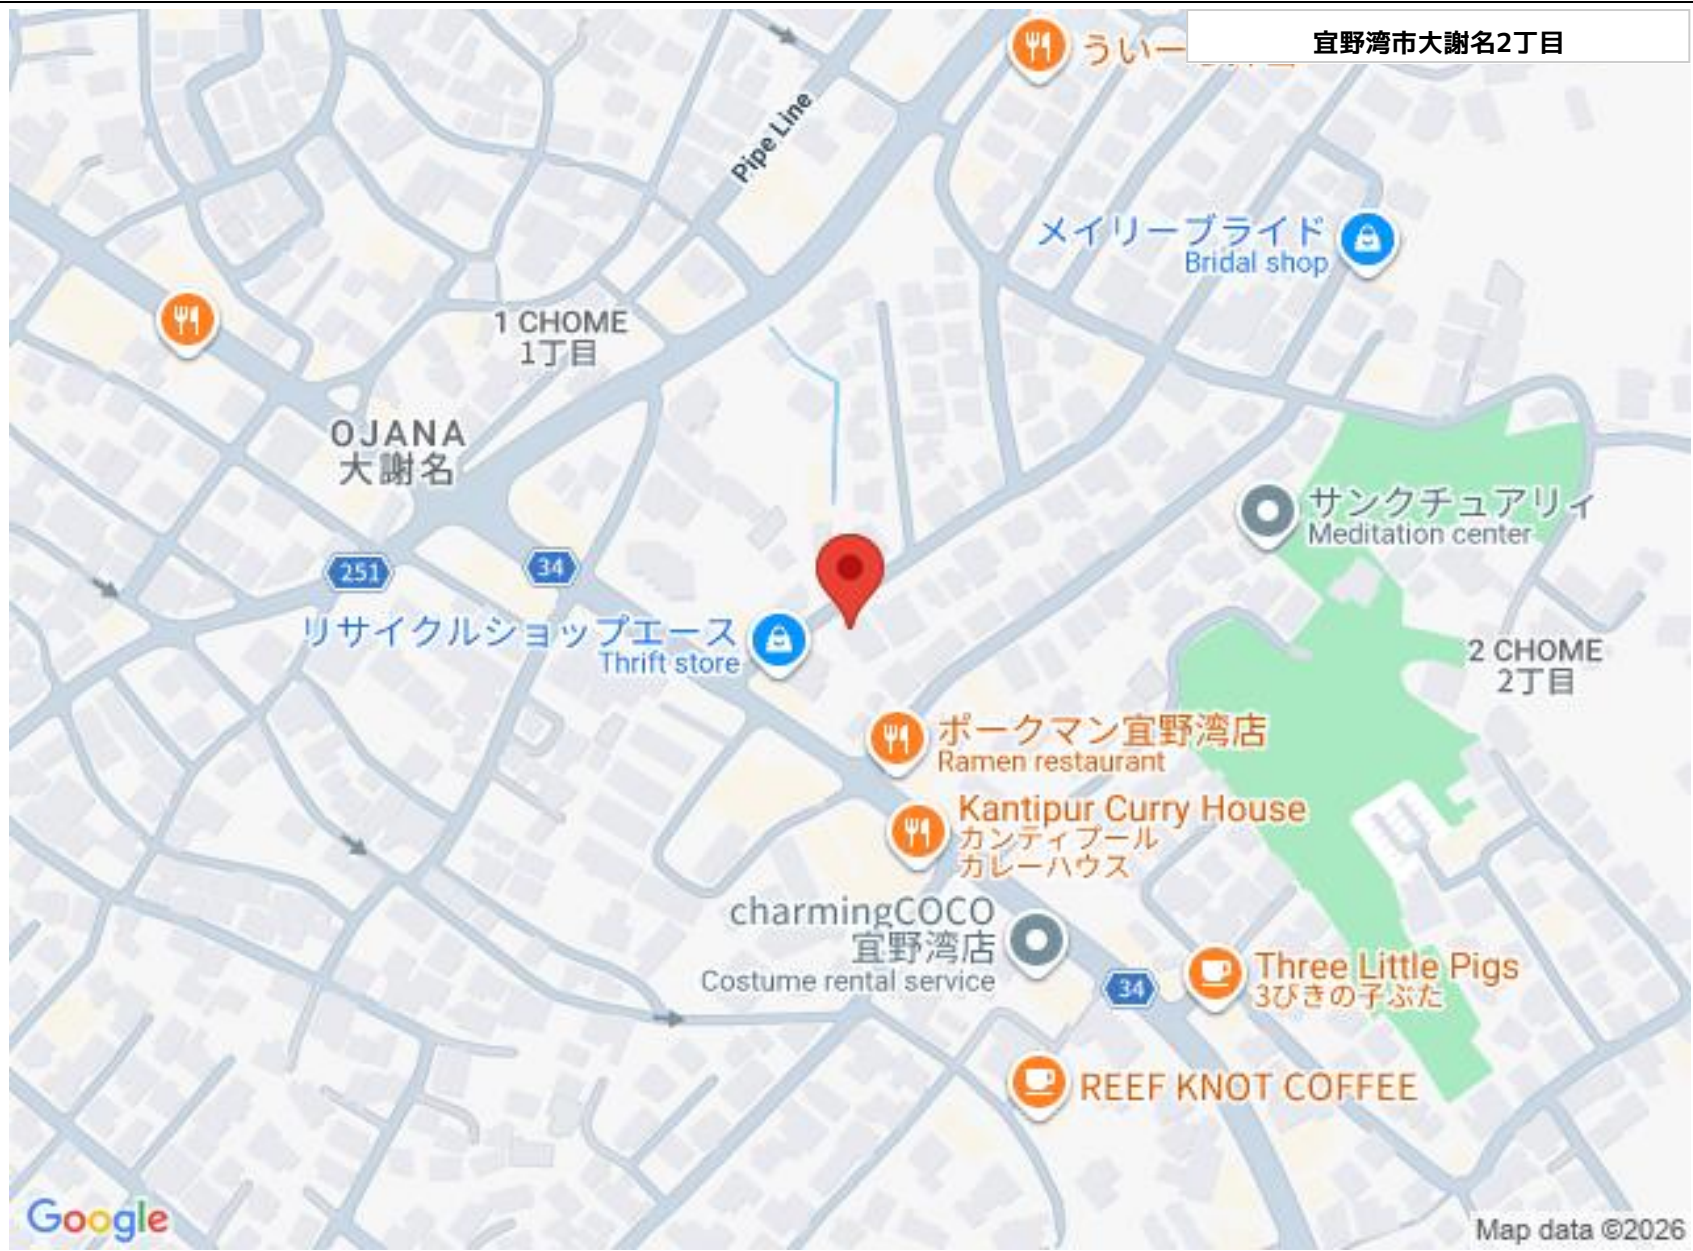 宜野湾市大謝名2丁目
ういー
Pipe Line
メイリーブライド
Bridal shop
1 CHOME
1丁目
OJANA
大謝名
サンクチュアリィ
Meditation center
251
34
リサイクルショップエース
Thrift store
2 CHOME
2丁目
ポークマン宜野湾店
Ramen restaurant
Kantipur Curry House
カンティプール
カレーハウス
charmingCOCO
宜野湾店
Costume rental service
34
Three Little Pigs
3びきの子ぶた
REEF KNOT COFFEE
Google
Map data ©2026